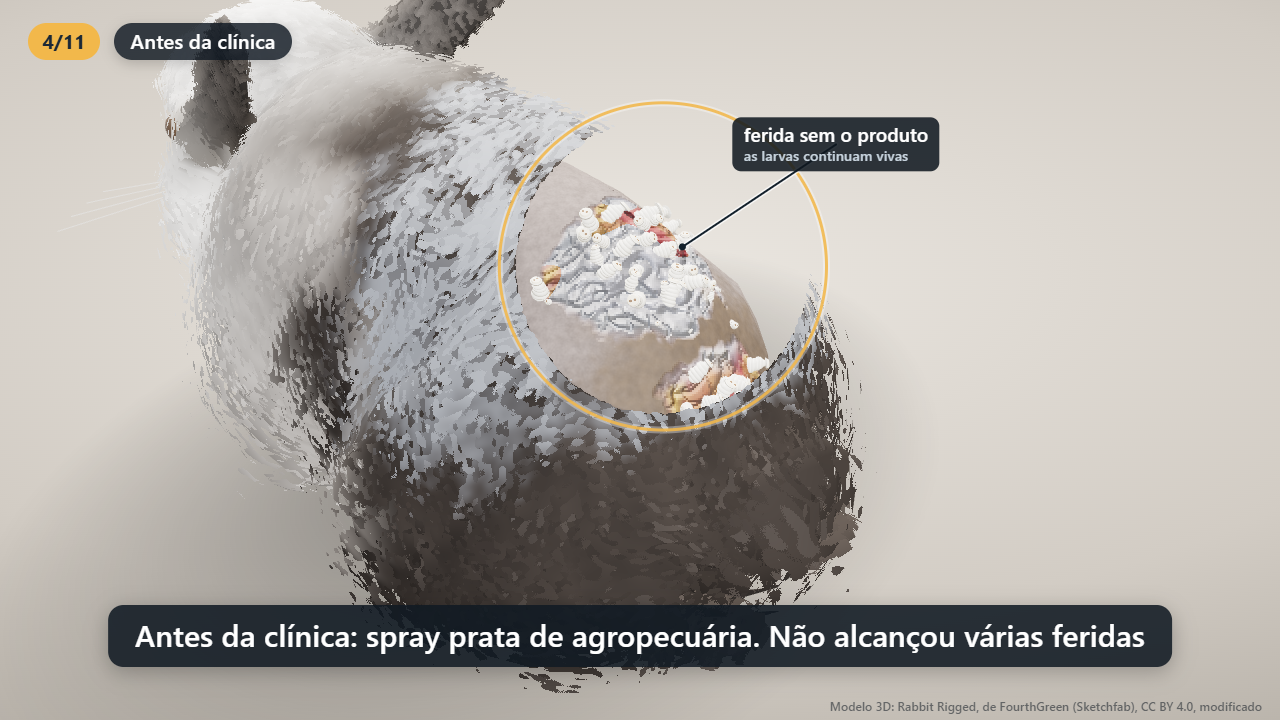 4/11
Antes da clínica
ferida sem o produto
as larvas continuam vivas
Antes da clínica: spray prata de agropecuária. Não alcançou várias feridas
Modelo 3D: Rabbit Rigged, de FourthGreen (Sketchfab), CC BY 4.0, modificado